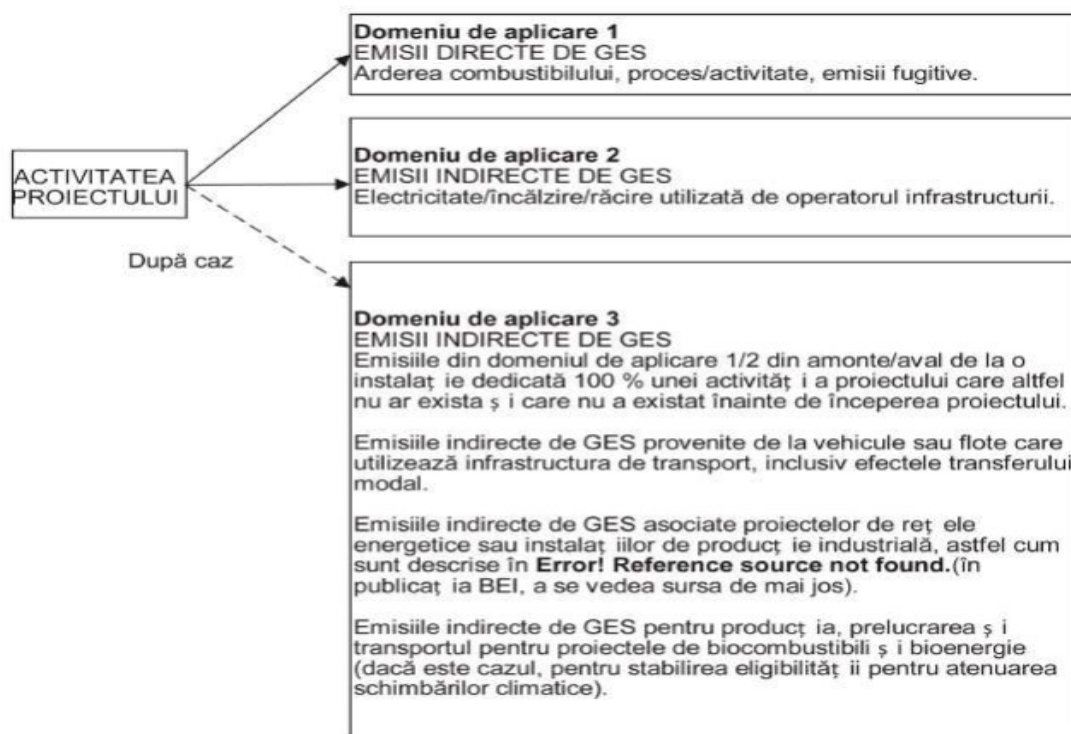 Domeniu de aplicare 1
EMISII DIRECTE DE GES
Arderea combustibilului, proces/activitate, emisii fugitive.
ACTIVITATEA
PROIECTULUI
Domeniu de aplicare 2
EMISII INDIRECTE DE GES
Electricitate/încălzire/răcire utilizată de operatorul infrastructurii.
După caz
Domeniu de aplicare 3
EMISII INDIRECTE DE GES
Emisiile din domeniul de aplicare 1/2 din amonte/aval de la o
instalaț ie dedicată 100 % unei activităț i a proiectului care altfel
nu ar exista ș i care nu a existat înainte de începerea proiectului.
Emisiile indirecte de GES provenite de la vehicule sau flote care
utilizează infrastructura de transport, inclusiv efectele transferului
modal.
Emisiile indirecte de GES asociate proiectelor de reț ele
energetice sau instalaț iilor de producț ie industrială, astfel cum
sunt descrise în Error! Reference source not found.(în
publicaț ia BEI, a se vedea sursa de mai jos).
Emisiile indirecte de GES pentru producț ia, prelucrarea ș i
transportul pentru proiectele de biocombustibili ș i bioenergie
(dacă este cazul, pentru stabilirea eligibilităț ii pentru atenuarea
schimbărilor climatice).